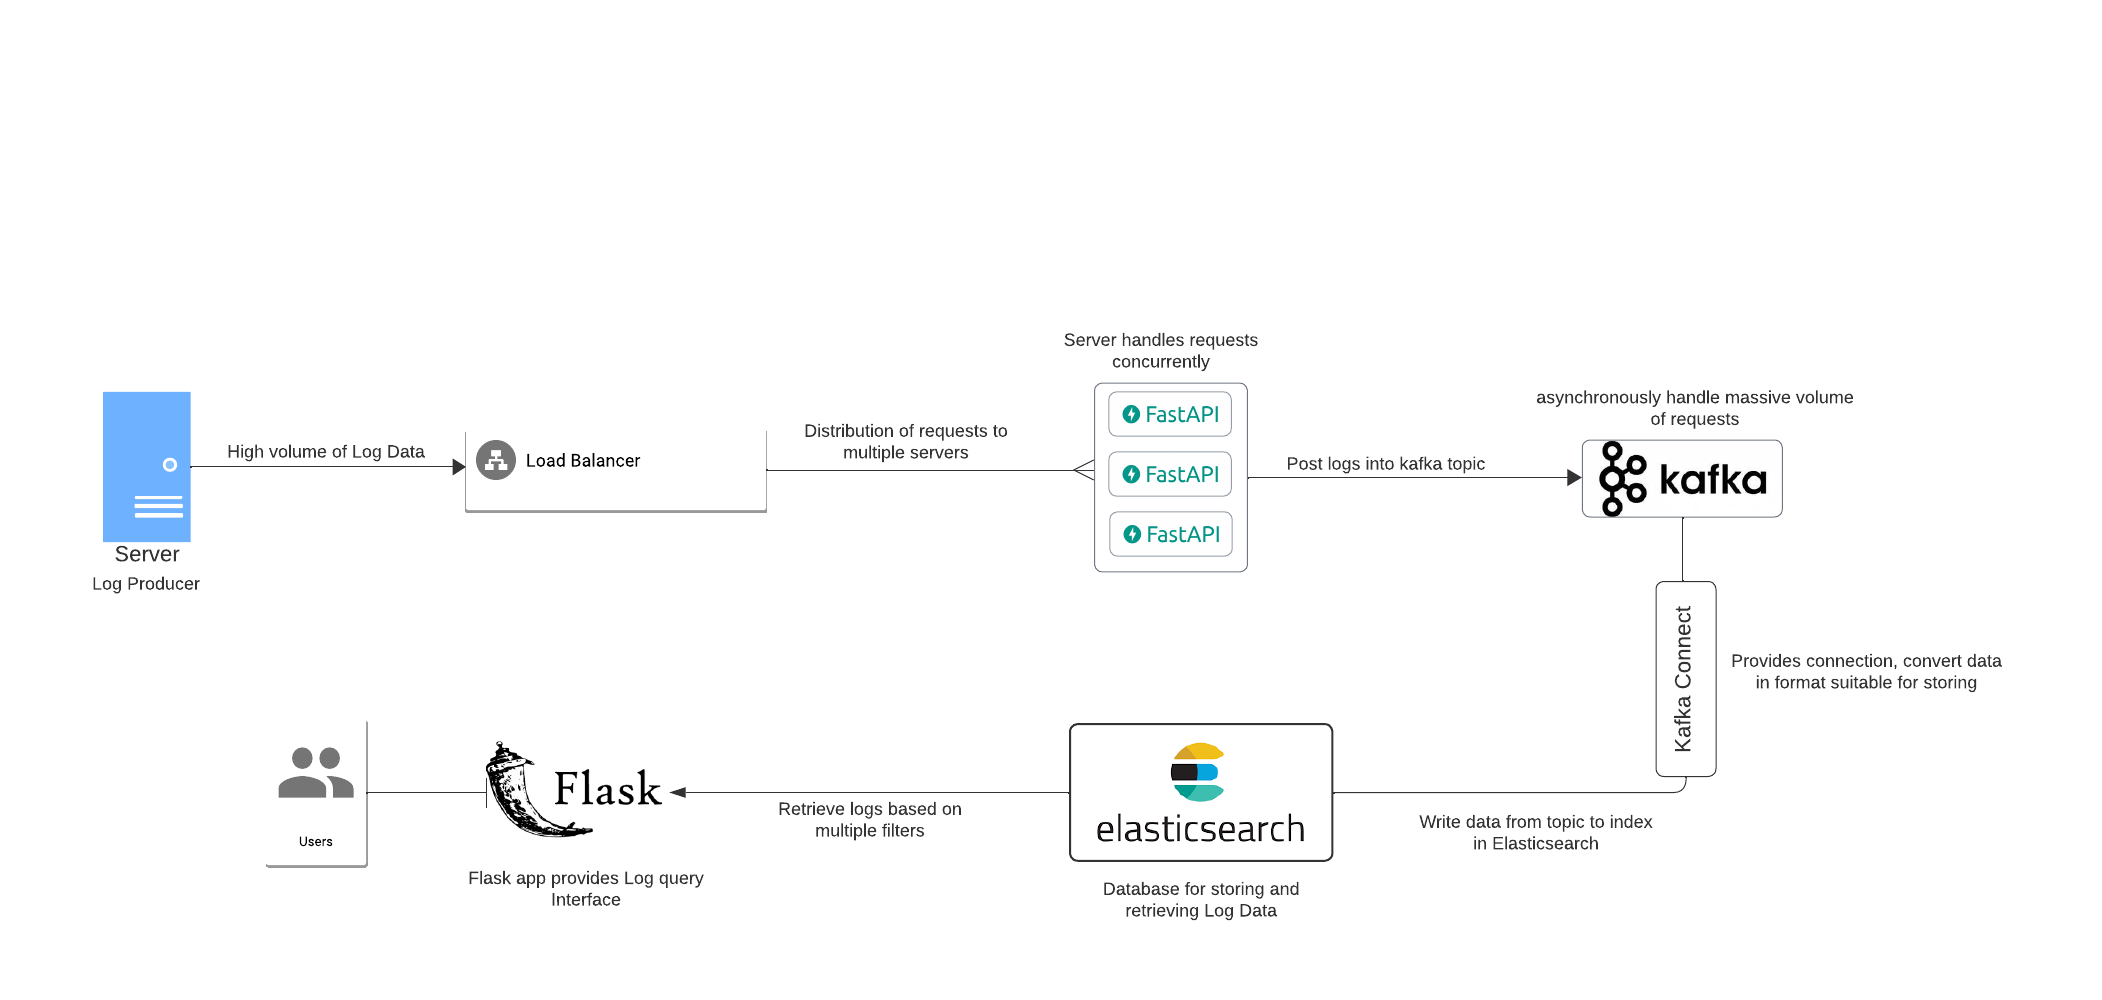 Server handles requests
concurrently
FastAPI
FastAPI
FastAPI
asynchronously handle massive volume
of requests
kafka
High volume of Log Data
Load Balancer
Distribution of requests to
multiple servers
Post logs into kafka topic
Server
Log Producer
Kafka Connect
Provides connection, convert data
in format suitable for storing
Users
Flask
Flask app provides Log query
Interface
Retrieve logs based on
multiple filters
elasticsearch
Database for storing and
retrieving Log Data
Write data from topic to index
in Elasticsearch